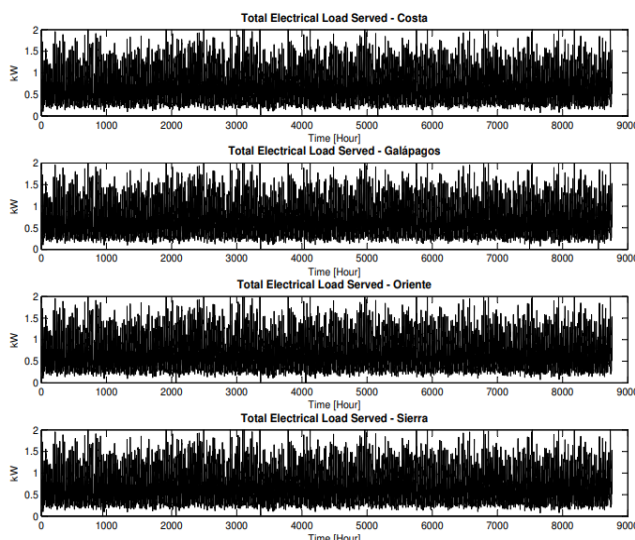 Total Electrical Load Served - Costa
2
1.5
1
0.5
0
kW
0 1000 2000 3000 4000 5000 6000 7000 8000 9000
Time [Hour]
Total Electrical Load Served - Galápagos
2
1.5
1
0.5
0
kW
0 1000 2000 3000 4000 5000 6000 7000 8000 9000
Time [Hour]
Total Electrical Load Served - Oriente
2
1.5
1
0.5
0
kW
0 1000 2000 3000 4000 5000 6000 7000 8000 9000
Time [Hour]
Total Electrical Load Served - Sierra
2
1.5
1
0.5
0
kW
0 1000 2000 3000 4000 5000 6000 7000 8000 9000
Time [Hour]